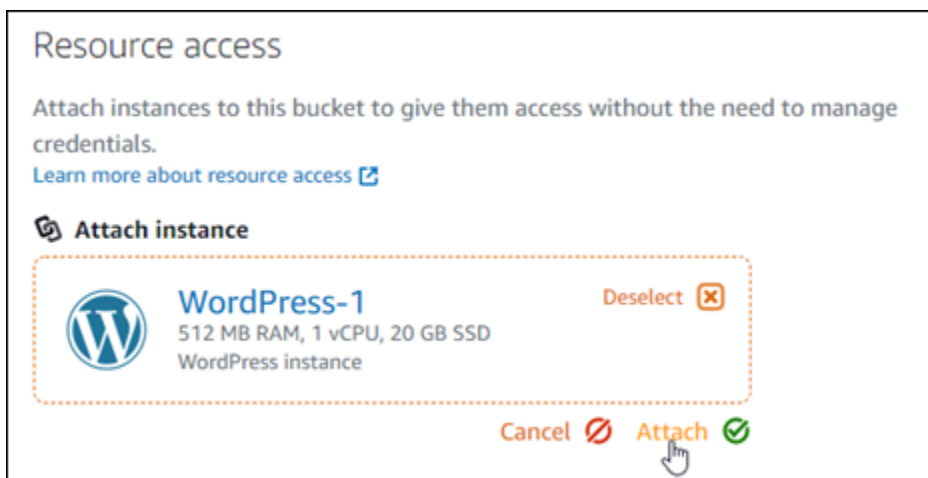 Resource access
Attach instances to this bucket to give them access without the need to manage
credentials.
Learn more about resource access
Attach instance
WordPress-1
Deselect
512 MB RAM, 1 vCPU, 20 GB SSD
WordPress instance
Cancel Attach